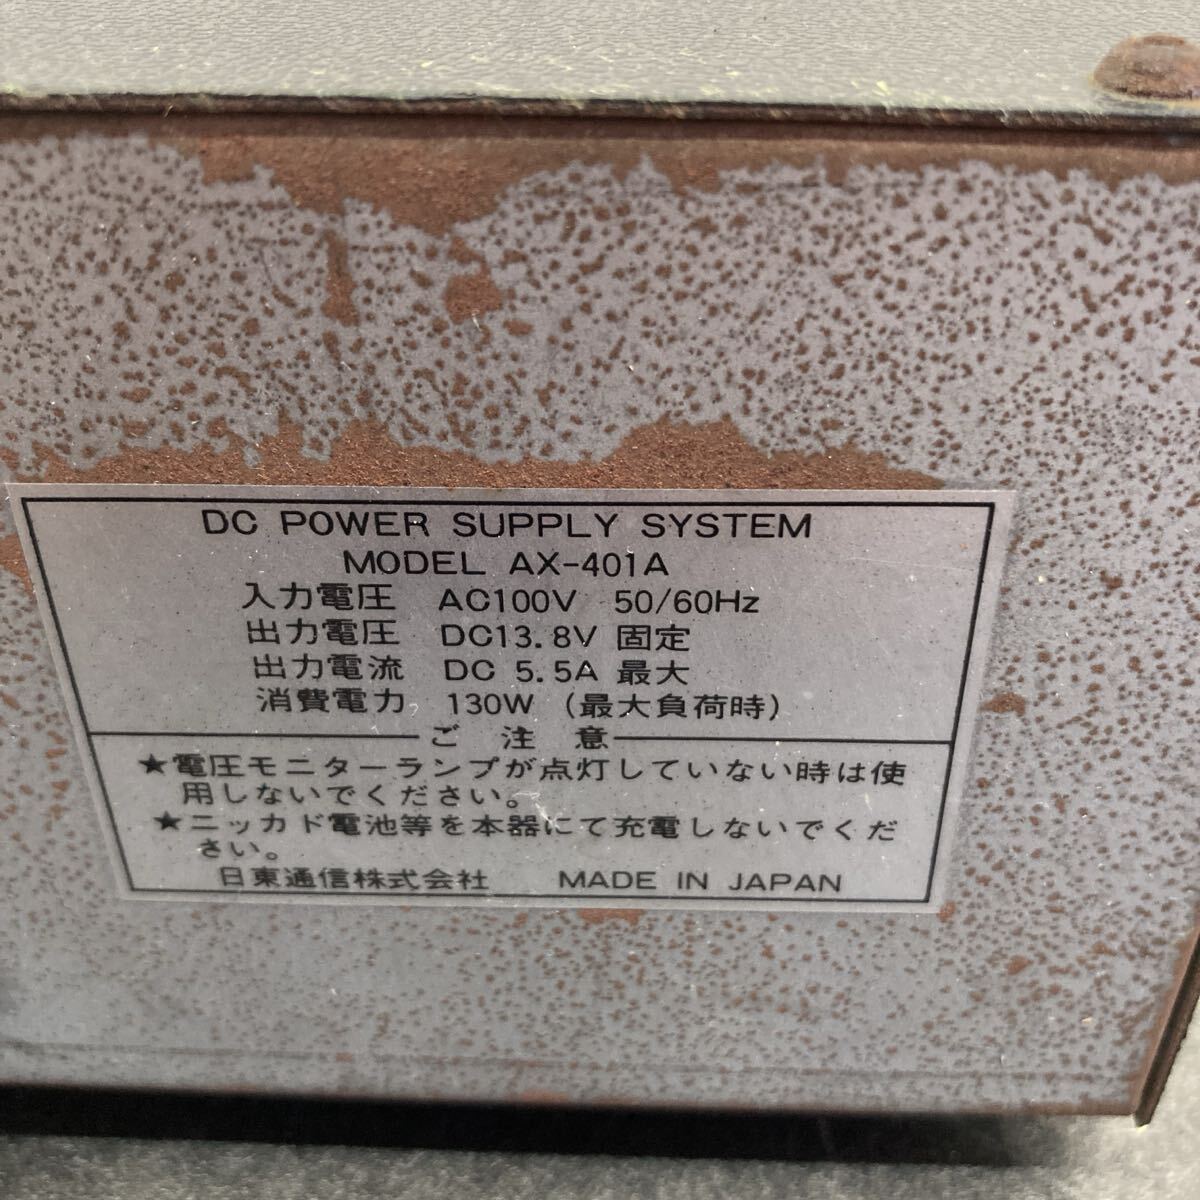 DC POWER SUPPLY SYSTEM
MODEL AX-401A
入力電圧 AC100V 50/60Hz
出力電圧 DC13.8V 固定
出力電流 DC 5.5A 最大
消費電力 130W (最大負荷時)
ご 注 意
★電圧モニターランプが点灯していない時は使
用しないでください。
★ニッカド電池等を本器にて充電しないでくだ
さい。
日東通信株式会社 MADE IN JAPAN